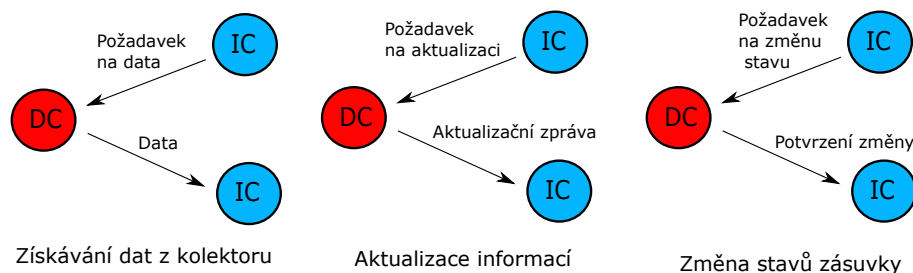 Požadavek
na data
IC
DC
Data
IC
Získávání dat z kolektoru
Požadavek
na aktualizaci
IC
DC
Aktualizační zpráva
IC
Aktualizace informací
Požadavek
na změnu
stavu
IC
DC
Potvrzení změny
IC
Změna stavů zásuvky